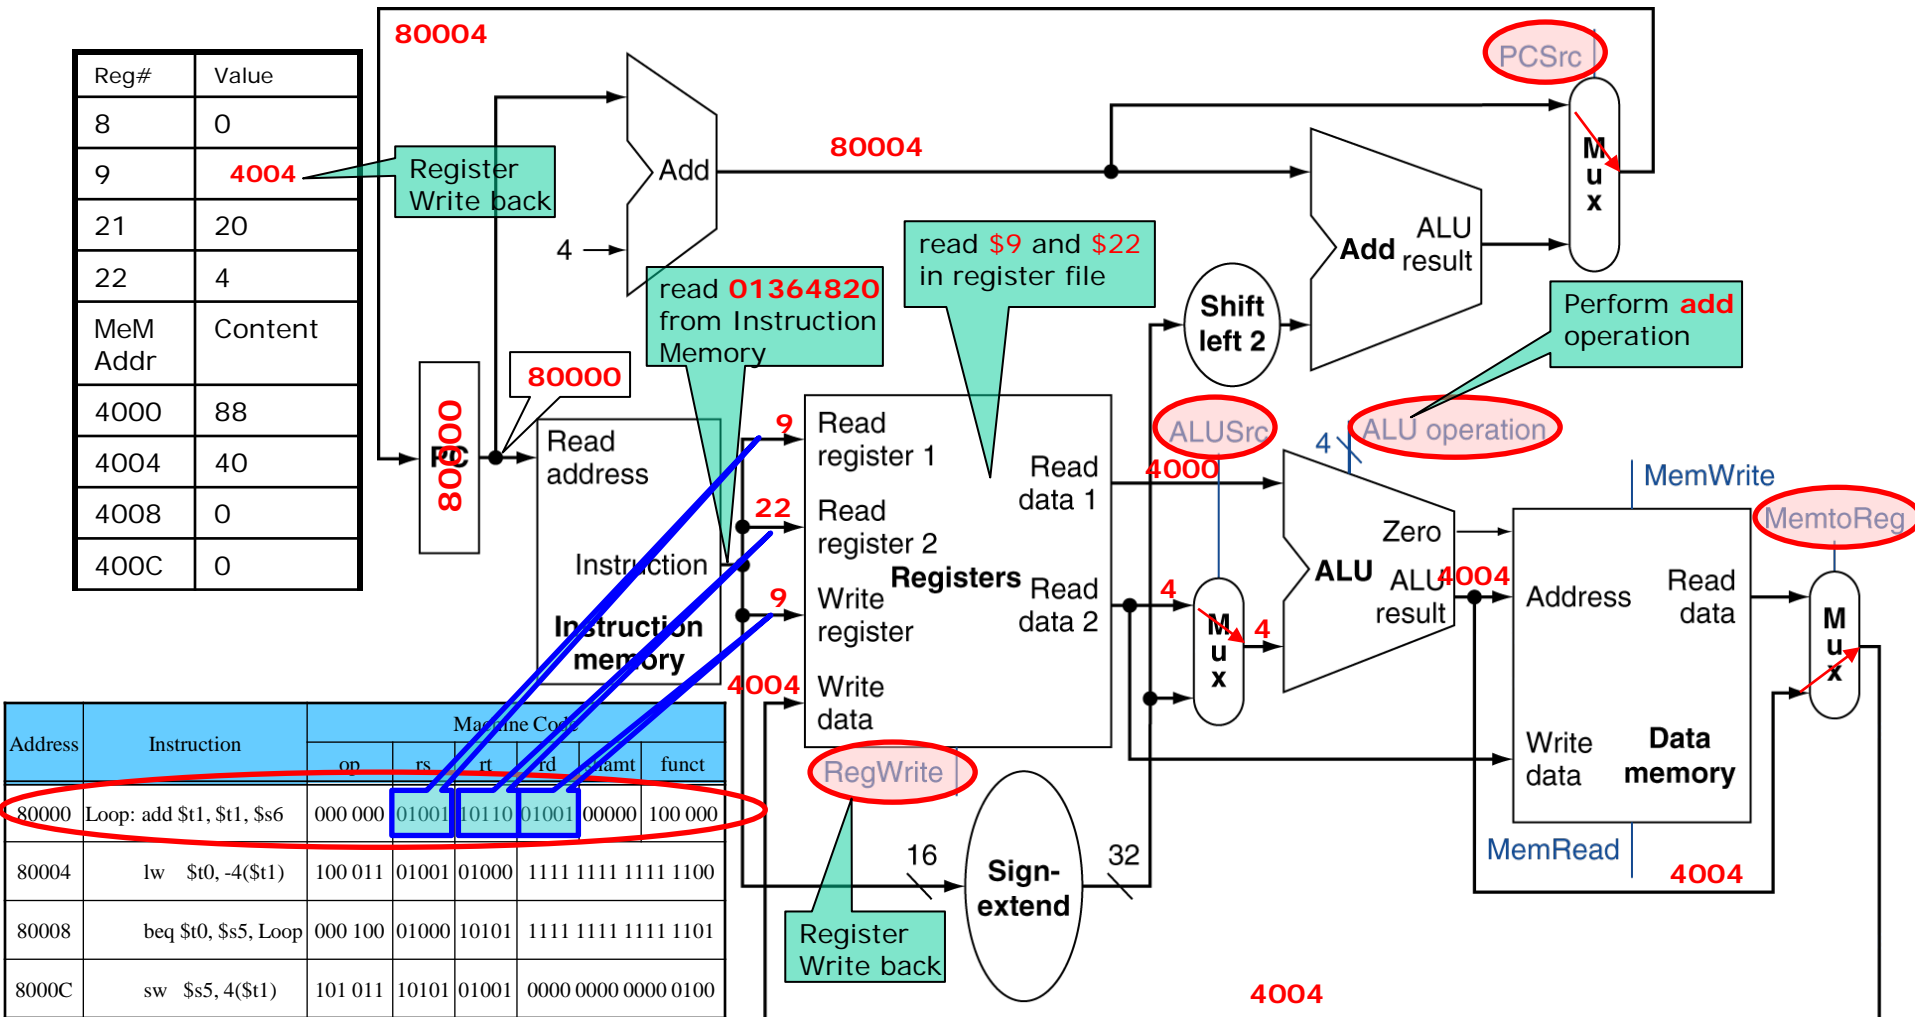 80004
PCSrc
Reg# Value
8 0
9 4004
21 20
22 4
MeM Addr Content
4000 88
4004 40
4008 0
400C 0
Register
Write back
Add
4
80004
Add
ALU
result
M
u
x
read 01364820
from Instruction
Memory
read $9 and $22
in register file
Shift
left 2
Perform add
operation
80000
PC
80000
Read
address
Instruction
Instruction
memory
9
22
9
4004
Read
register 1
Read
register 2
Write
register
Write
data
Registers
Read
data 1
Read
data 2
RegWrite
ALUSrc
4000
4
M
u
x
4
4
ALU operation
Zero
ALU
ALU
result
4004
MemWrite
Address
Read
data
Write
data
Data
memory
MemRead
MemtoReg
M
u
x
4004
16
Sign-
extend
32
Register
Write back
4004
Address Instruction Machine Code
op rs rt rd shamt funct
80000 Loop: add $t1, $t1, $s6 000 000 01001 10110 01001 00000 100 000
80004 lw $t0, -4($t1) 100 011 01001 01000 1111 1111 1111 1100
80008 beq $t0, $s5, Loop 000 100 01000 10101 1111 1111 1111 1101
8000C sw $s5, 4($t1) 101 011 10101 01001 0000 0000 0000 0100